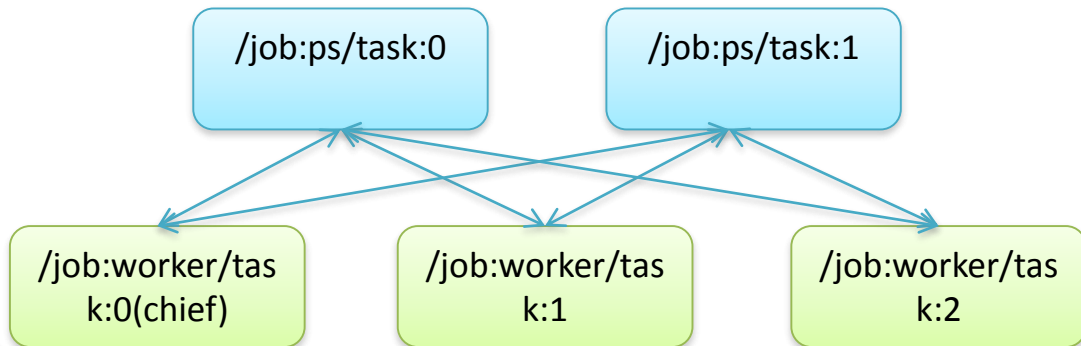 /job:ps/task:0
/job:ps/task:1
/job:worker/tas
k:0(chief)
/job:worker/tas
k:1
/job:worker/tas
k:2